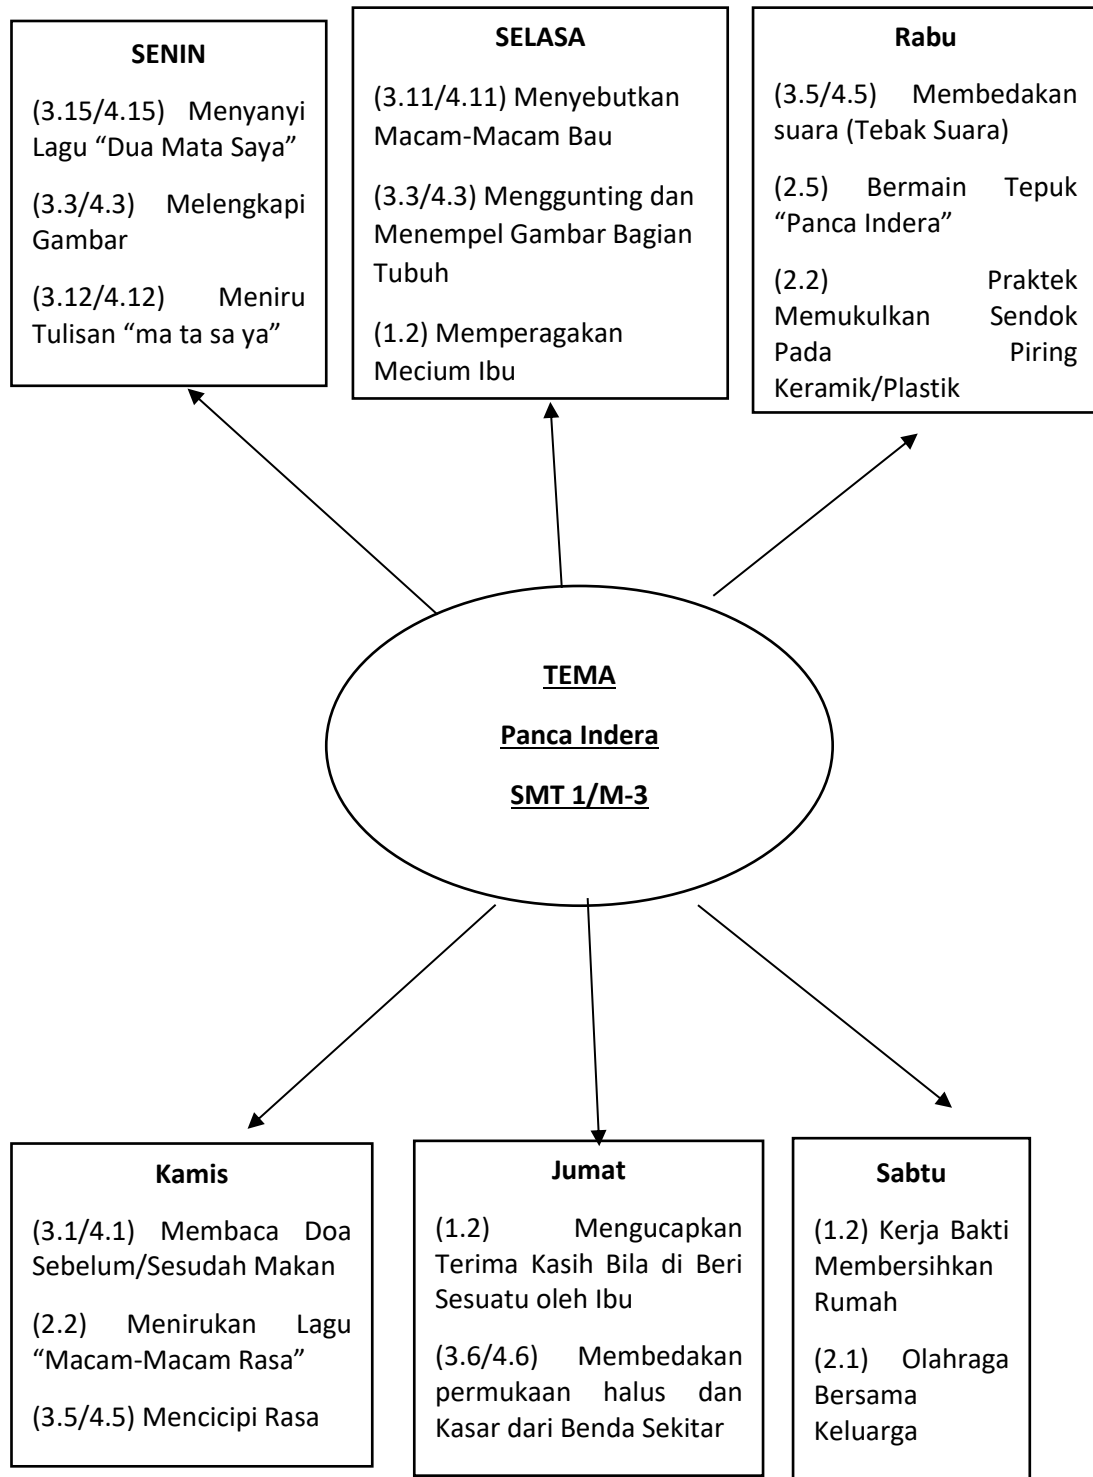 SENIN
(3.15/4.15) Menyanyi
Lagu “Dua Mata Saya”
(3.3/4.3) Melengkapi
Gambar
(3.12/4.12) Meniru
Tulisan “ma ta sa ya”
SELASA
(3.11/4.11) Menyebutkan
Macam-Macam Bau
(3.3/4.3) Menggunting dan
Menempel Gambar Bagian
Tubuh
(1.2) Memperagakan
Mecium Ibu
Rabu
(3.5/4.5) Membedakan
suara (Tebak Suara)
(2.5) Bermain Tepuk
“Panca Indera”
(2.2) Praktek
Memukulkan Sendok
Pada Piring
Keramik/Plastik
TEMA
Panca Indera
SMT 1/M-3
Kamis
(3.1/4.1) Membaca Doa
Sebelum/Sesudah Makan
(2.2) Menirukan Lagu
“Macam-Macam Rasa”
(3.5/4.5) Mencicipi Rasa
Jumat
(1.2) Mengucapkan
Terima Kasih Bila di Beri
Sesuatu oleh Ibu
(3.6/4.6) Membedakan
permukaan halus dan
Kasar dari Benda Sekitar
Sabtu
(1.2) Kerja Bakti
Membersihkan
Rumah
(2.1) Olahraga
Bersama
Keluarga